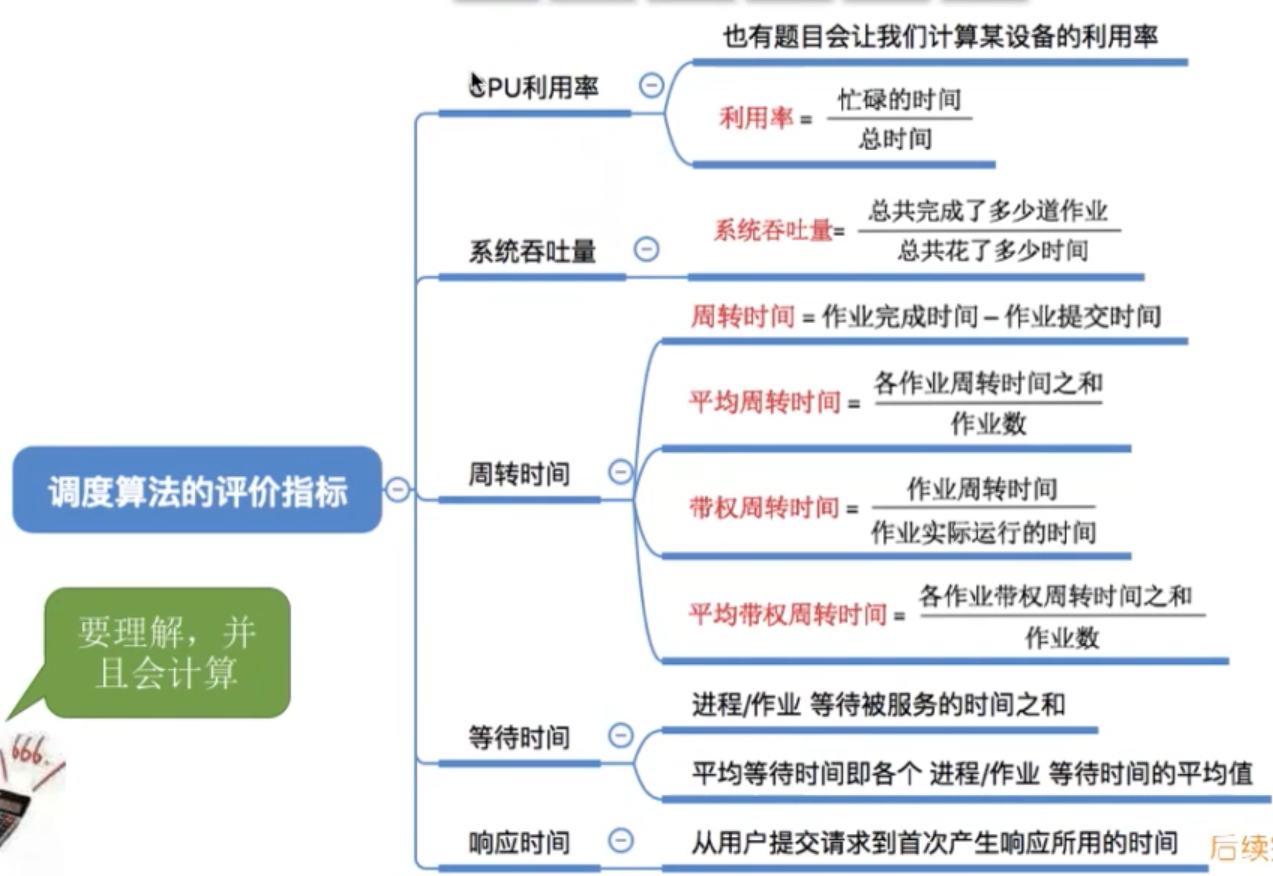 也有题目会让我们计算某设备的利用率
CPU利用率
利用率 = 忙碌的时间
总时间
系统吞吐量
系统吞吐量= 总共完成了多少道作业
总共花了多少时间
周转时间 = 作业完成时间 – 作业提交时间
平均周转时间 = 各作业周转时间之和
作业数
周转时间
调度算法的评价指标
带权周转时间 = 作业周转时间
作业实际运行的时间
平均带权周转时间 = 各作业带权周转时间之和
作业数
要理解，并
且会计算
进程/作业 等待被服务的时间之和
等待时间
666.
平均等待时间即各个 进程/作业 等待时间的平均值
响应时间
从用户提交请求到首次产生响应所用的时间
后续